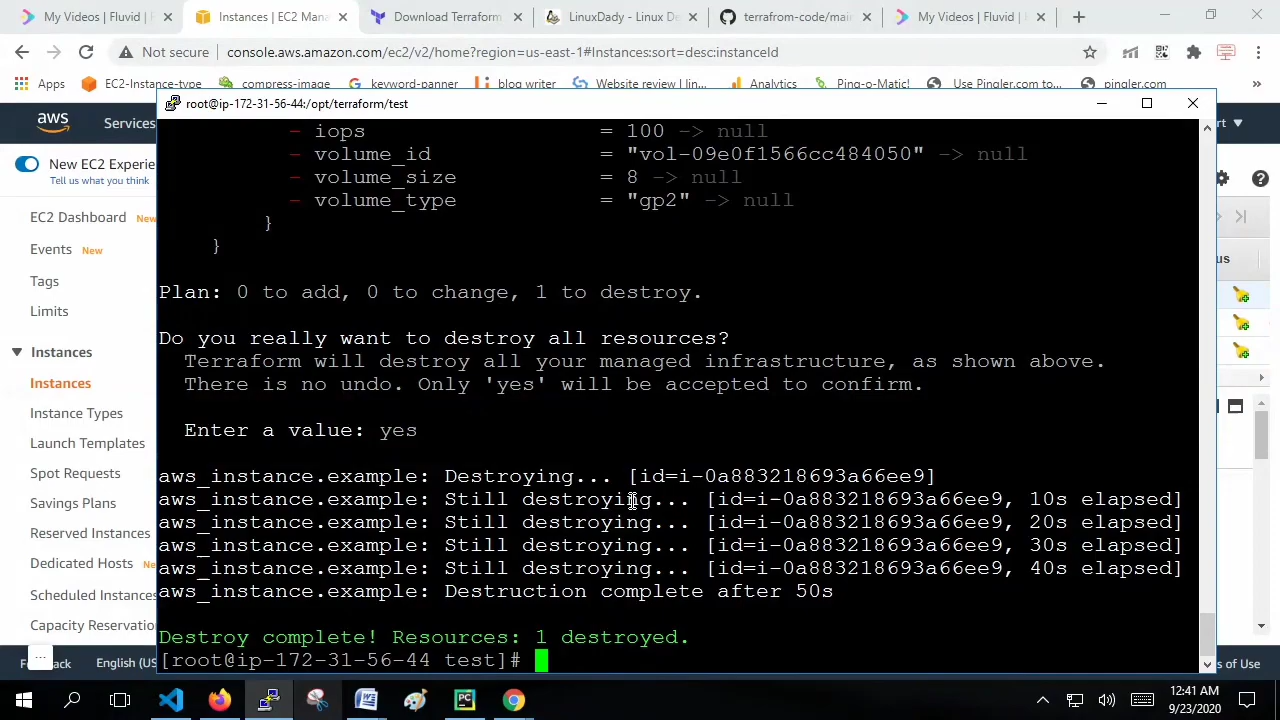 My Videos | Fluvid |
Instances | EC2 Mana
Download Terraform
LinuxDady - Linux De
terrafrom-code/mai
My Videos | Fluvid |
Not secure | console.aws.amazon.com/ec2/v2/home?region=us-east-1#Instances:sort=desc:instanceId
Apps EC2-Instance-type compress-image keyword-panner blog writer Website review | lin... Analytics Ping-o-Matic! Use Pingler.com to... pingler.com »
root@ip-172-31-56-44:/opt/terraform/test
aws Services rt
New EC2 Experie
Tell us what you think
EC2 Dashboard New
Events New
Tags
Limits
Instances
Instances
Instance Types
Launch Templates
Spot Requests
Savings Plans
Reserved Instances
Dedicated Hosts Ne
Scheduled Instances
Capacity Reservatio
us
- iops = 100 -> null
- volume_id = "vol-09e0f1566cc484050" -> null
- volume_size = 8 -> null
- volume_type = "gp2" -> null
}
}
Plan: 0 to add, 0 to change, 1 to destroy.
Do you really want to destroy all resources?
Terraform will destroy all your managed infrastructure, as shown above.
There is no undo. Only 'yes' will be accepted to confirm.
Enter a value: yes
aws_instance.example: Destroying... [id=i-0a883218693a66ee9]
aws_instance.example: Still destroying... [id=i-0a883218693a66ee9, 10s elapsed]
aws_instance.example: Still destroying... [id=i-0a883218693a66ee9, 20s elapsed]
aws_instance.example: Still destroying... [id=i-0a883218693a66ee9, 30s elapsed]
aws_instance.example: Still destroying... [id=i-0a883218693a66ee9, 40s elapsed]
aws_instance.example: Destruction complete after 50s
Destroy complete! Resources: 1 destroyed.
[root@ip-172-31-56-44 test]#
English (US
s of Use
12:41 AM
9/23/2020